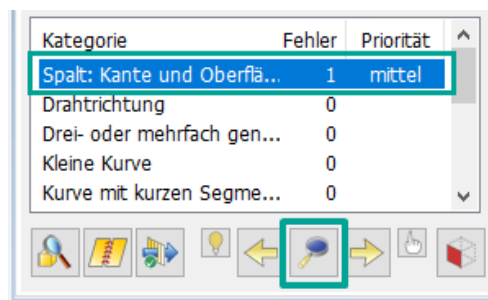 Kategorie Fehler Priorität
Spalt: Kante und Oberflä... 1 mittel
Drahtrichtung 0
Drei- oder mehrfach gen... 0
Kleine Kurve 0
Kurve mit kurzen Segme... 0